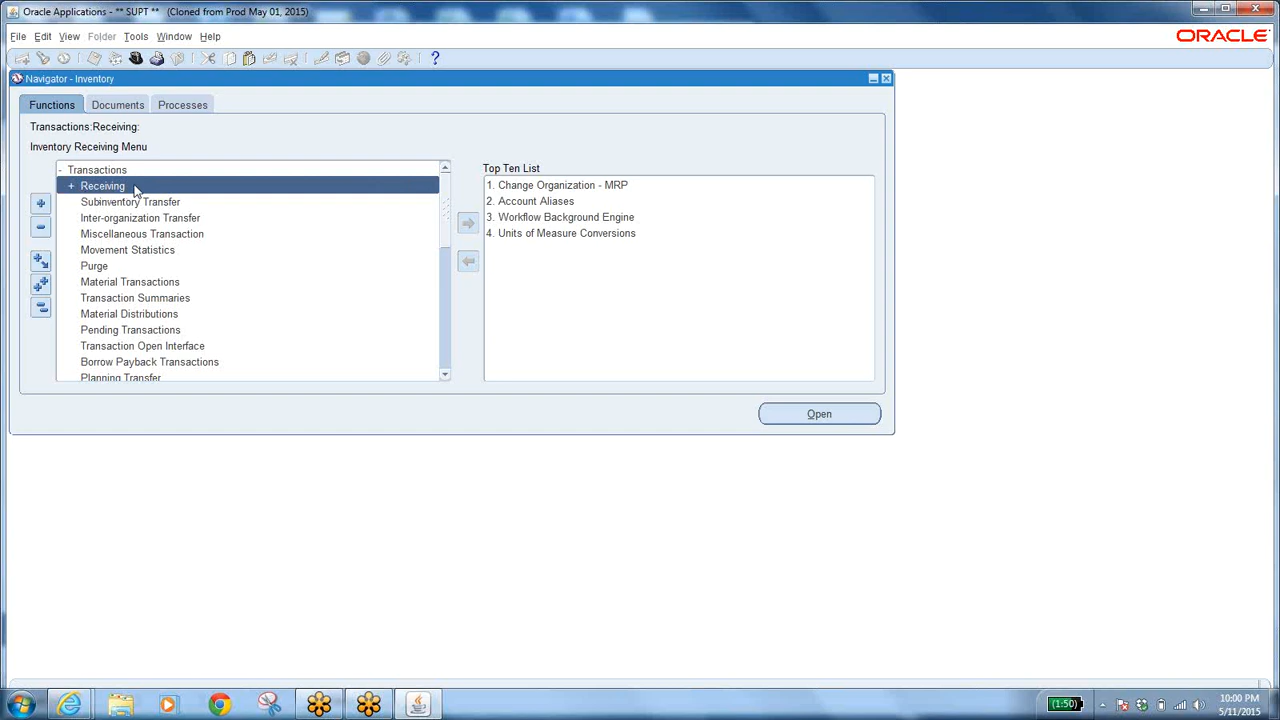 Oracle Applications - ** SUPT ** (Cloned from Prod May 01, 2015)
File Edit View Folder Tools Window Help
ORACLE
Navigator - Inventory
Functions Documents Processes
Transactions:Receiving:
Inventory Receiving Menu
- Transactions
+ Receiving
Subinventory Transfer
Inter-organization Transfer
Miscellaneous Transaction
Movement Statistics
Purge
Material Transactions
Transaction Summaries
Material Distributions
Pending Transactions
Transaction Open Interface
Borrow Payback Transactions
Planning Transfer
Top Ten List
1. Change Organization - MRP
2. Account Aliases
3. Workflow Background Engine
4. Units of Measure Conversions
Open
(1:50)
10:00 PM
5/11/2015